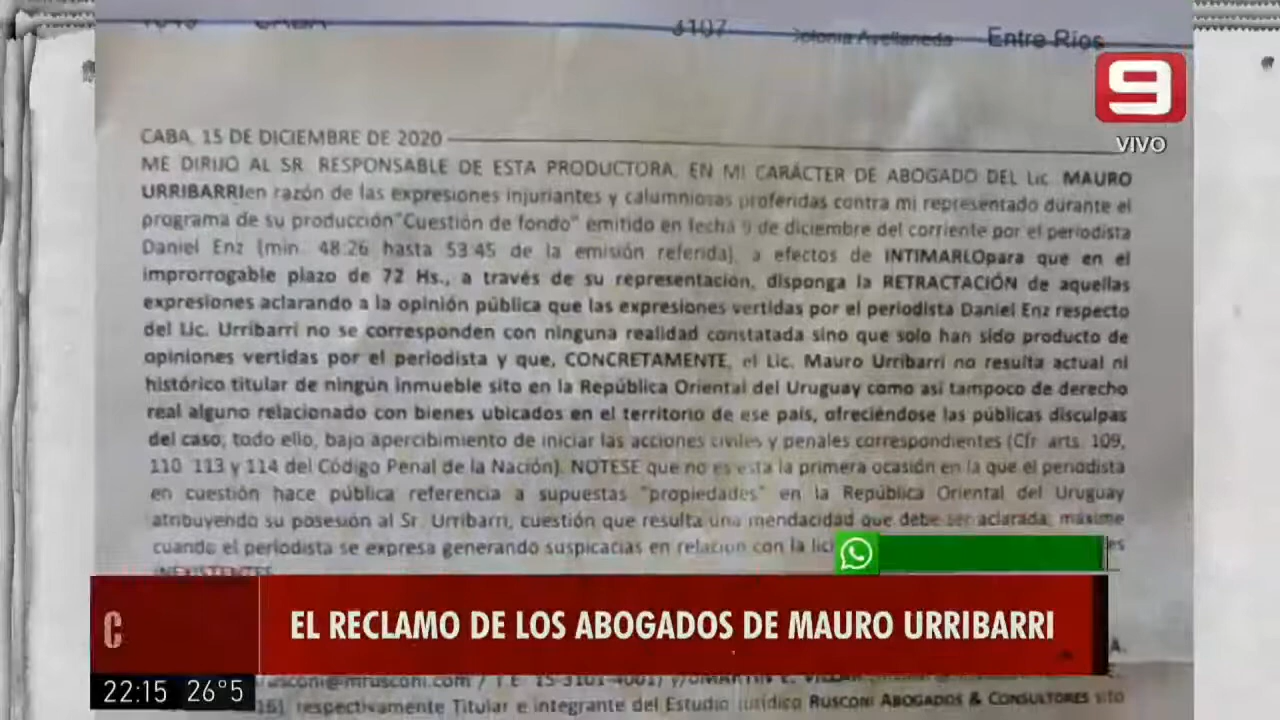 3107 Colonia Avellaneda Entre Ríos
9
VIVO
CABA, 15 DE DICIEMBRE DE 2020
ME DIRIJO AL SR. RESPONSABLE DE ESTA PRODUCTORA, EN MI CARÁCTER DE ABOGADO DEL Lic. MAURO
URRIBARRIen razón de las expresiones injuriantes y calumniosas proferidas contra mi representado durante el
programa de su producción"Cuestión de fondo" emitido en fecha 9 de diciembre del corriente por el periodista
Daniel Enz (min. 48:26 hasta 53:45 de la emisión referida), a efectos de INTIMARLOpara que en el
improrrogable plazo de 72 Hs., a través de su representación, disponga la RETRACTACIÓN de aquellas
expresiones aclarando a la opinión pública que las expresiones vertidas por el periodista Daniel Enz respecto
del Lic. Urribarri no se corresponden con ninguna realidad constatada sino que solo han sido producto de
opiniones vertidas por el periodista y que, CONCRETAMENTE, el Lic. Mauro Urribarri no resulta actual ni
histórico titular de ningún inmueble sito en la República Oriental del Uruguay como así tampoco de derecho
real alguno relacionado con bienes ubicados en el territorio de ese país, ofreciéndose las públicas disculpas
del caso, todo ello, bajo apercibimiento de iniciar las acciones civiles y penales correspondientes (Cfr. arts. 109,
110, 113 y 114 del Código Penal de la Nación). NÓTESE que no es esta la primera ocasión en la que el periodista
en cuestión hace pública referencia a supuestas "propiedades" en la República Oriental del Uruguay
atribuyendo su posesión al Sr. Urribarri, cuestión que resulta una mendacidad que debe ser aclarada, máxime
cuando el periodista se expresa generando suspicacias en relación con la
INEXISTENTES
C
EL RECLAMO DE LOS ABOGADOS DE MAURO URRIBARRI
22:15 26°5
respectivamente Titular e integrante del Estudio Jurídico RUSCONI ABOGADOS & CONSULTORES sito